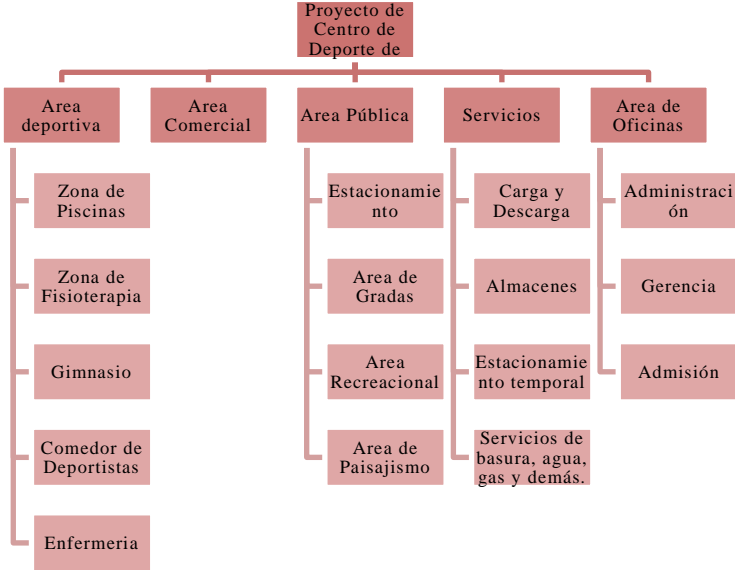 Proyecto de
Centro de
Deporte de
Area
deportiva
Zona de
Piscinas
Zona de
Fisioterapia
Gimnasio
Comedor de
Deportistas
Enfermeria
Area
Comercial
Area Pública
Estacionamie
nto
Area de
Gradas
Area
Recreacional
Area de
Paisajismo
Servicios
Carga y
Descarga
Almacenes
Estacionamie
nto temporal
Servicios de
basura, agua,
gas y demás.
Area de
Oficinas
Administraci
ón
Gerencia
Admisión